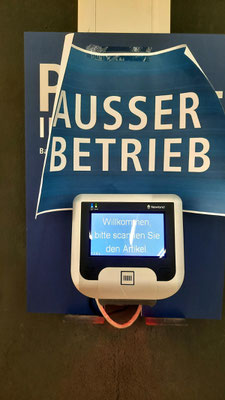 AUSSER
BETRIEB
Willkommen,
bitte scannen Sie
den Artikel.